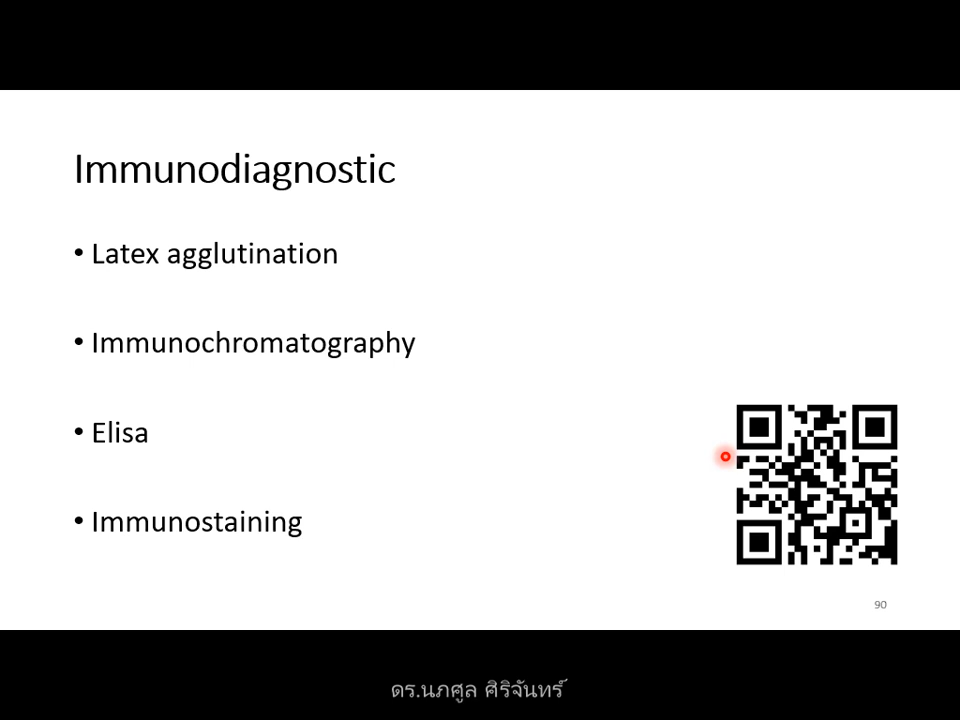 Immunodiagnostic
• Latex agglutination
• Immunochromatography
• Elisa
• Immunostaining
90
ดร.นภศูล ศิริจันทร์